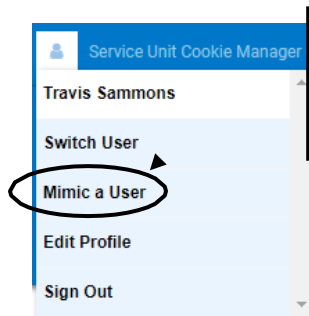 Service Unit Cookie Manager
Travis Sammons
Switch User
Mimic a User
Edit Profile
Sign Out